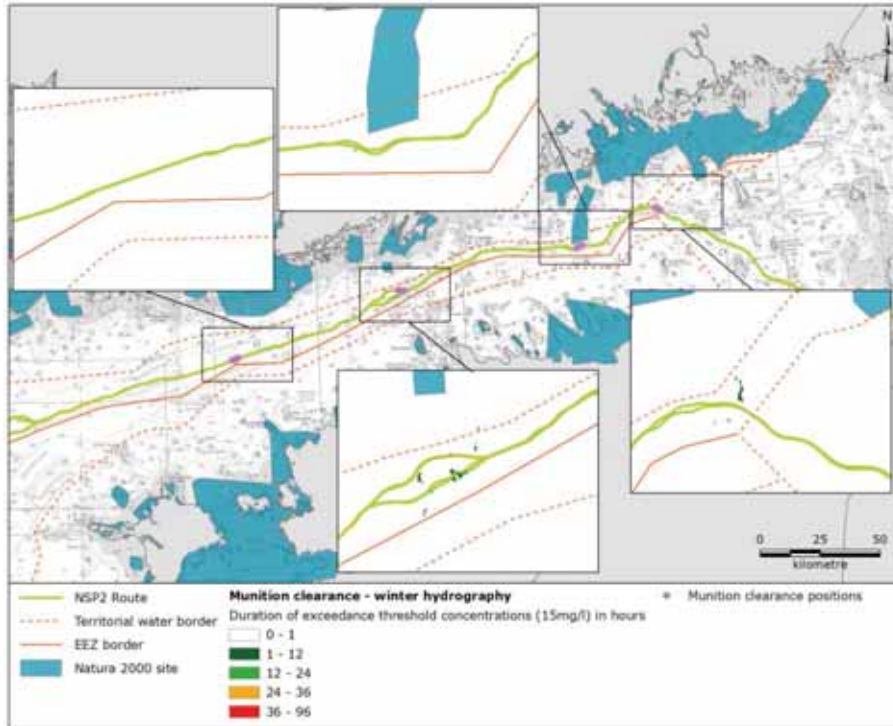 N
0 25 50
kilometre
NSP2 Route
Territorial water border
EEZ border
Natura 2000 site
Munition clearance - winter hydrography
Duration of exceedance threshold concentrations (15mg/l) in hours
0 - 1
1 - 12
12 - 24
24 - 36
36 - 96
Munition clearance positions